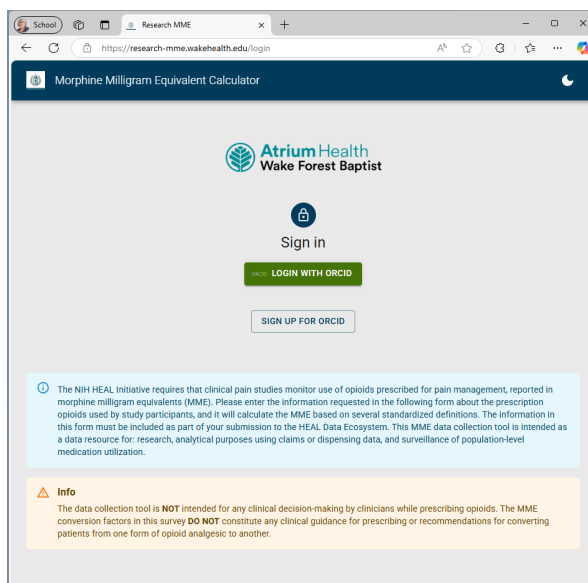 School
Research MME
https://research-mme.wakehealth.edu/login
Morphine Milligram Equivalent Calculator
Atrium Health
Wake Forest Baptist
Sign in
ORCID LOGIN WITH ORCID
SIGN UP FOR ORCID
The NIH HEAL Initiative requires that clinical pain studies monitor use of opioids prescribed for pain management, reported in
morphine milligram equivalents (MME). Please enter the information requested in the following form about the prescription
opioids used by study participants, and it will calculate the MME based on several standardized definitions. The information in
this form must be included as part of your submission to the HEAL Data Ecosystem. This MME data collection tool is intended as
a data resource for: research, analytical purposes using claims or dispensing data, and surveillance of population-level
medication utilization.
Info
The data collection tool is NOT intended for any clinical decision-making by clinicians while prescribing opioids. The MME
conversion factors in this survey DO NOT constitute any clinical guidance for prescribing or recommendations for converting
patients from one form of opioid analgesic to another.